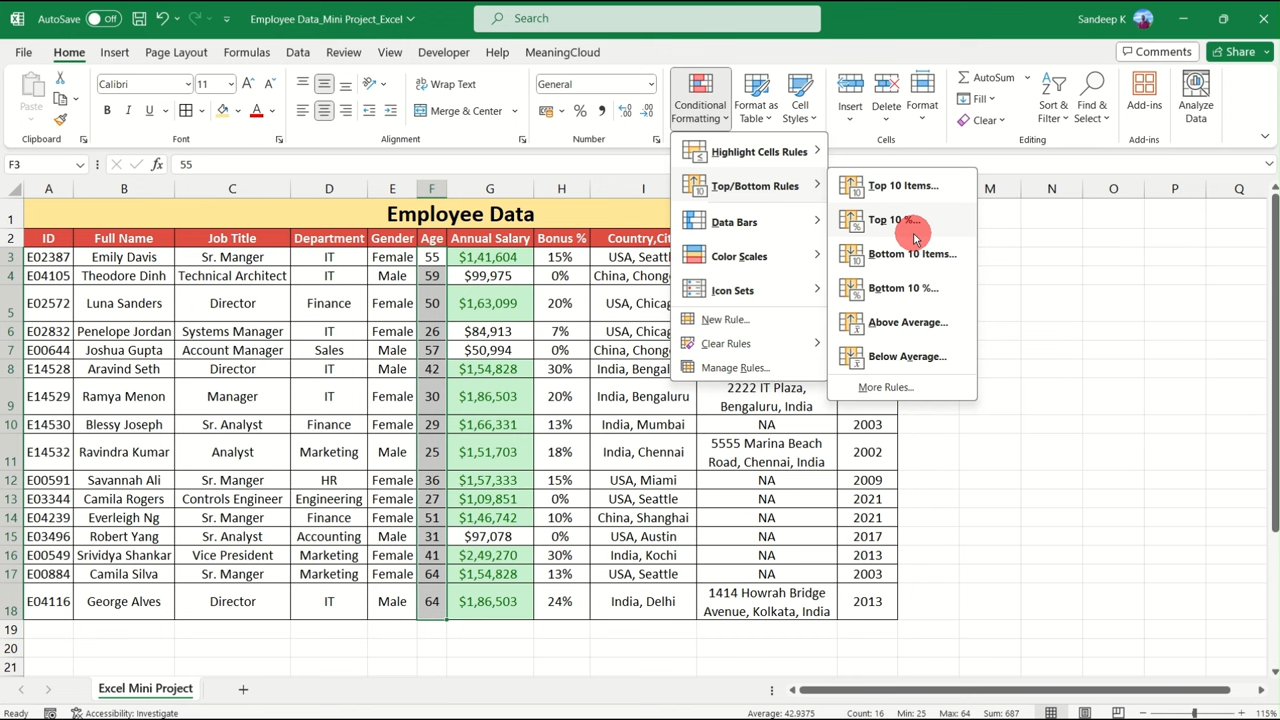 AutoSave Off Employee Data_Mini Project_Excel Search Sandeep K
File Home Insert Page Layout Formulas Data Review View Developer Help MeaningCloud Comments Share
Paste Calibri 11 Wrap Text General Conditional Formatting Format as Table Cell Styles Insert Delete Format AutoSum Fill Clear Sort & Filter Find & Select Add-ins Analyze Data
B I U A Merge & Center
Clipboard Font Alignment Number Cells Editing Add-ins
F3 fx 55
Highlight Cells Rules
Top/Bottom Rules
Data Bars
Color Scales
Icon Sets
New Rule...
Clear Rules
Manage Rules...
Top 10 Items...
Top 10 %...
Bottom 10 Items...
Bottom 10 %...
Above Average...
Below Average...
More Rules...
A B C D E F G H I M N O P Q
1 Employee Data
2 ID Full Name Job Title Department Gender Age Annual Salary Bonus % Country,Cit
3 E02387 Emily Davis Sr. Manger IT Female 55 $1,41,604 15% USA, Seatt
4 E04105 Theodore Dinh Technical Architect IT Male 59 $99,975 0% China, Chong
5 E02572 Luna Sanders Director Finance Female 50 $1,63,099 20% USA, Chicag
6 E02832 Penelope Jordan Systems Manager IT Female 26 $84,913 7% USA, Chicag
7 E00644 Joshua Gupta Account Manager Sales Male 57 $50,994 0% China, Chong
8 E14528 Aravind Seth Director IT Male 42 $1,54,828 30% India, Bengal
9 E14529 Ramya Menon Manager IT Female 30 $1,86,503 20% India, Bengaluru 2222 IT Plaza, Bengaluru, India
10 E14530 Blessy Joseph Sr. Analyst Finance Female 29 $1,66,331 13% India, Mumbai NA 2003
11 E14532 Ravindra Kumar Analyst Marketing Male 25 $1,51,703 18% India, Chennai 5555 Marina Beach Road, Chennai, India 2002
12 E00591 Savannah Ali Sr. Manger HR Female 36 $1,57,333 15% USA, Miami NA 2009
13 E03344 Camila Rogers Controls Engineer Engineering Female 27 $1,09,851 0% USA, Seattle NA 2021
14 E04239 Everleigh Ng Sr. Manger Finance Female 51 $1,46,742 10% China, Shanghai NA 2021
15 E03496 Robert Yang Sr. Manger Accounting Male 31 $97,078 0% USA, Austin NA 2017
16 E00549 Srividya Shankar Vice President Marketing Female 41 $2,49,270 30% India, Kochi NA 2013
17 E00884 Camila Silva Sr. Manger Marketing Female 64 $1,54,828 13% USA, Seattle NA 2003
18 E04116 George Alves Director IT Male 64 $1,86,503 24% India, Delhi 1414 Howrah Bridge Avenue, Kolkata, India 2013
19
20
21
Excel Mini Project
Ready Accessibility: Investigate Average: 42.9375 Count: 16 Min: 25 Max: 64 Sum: 687 115%